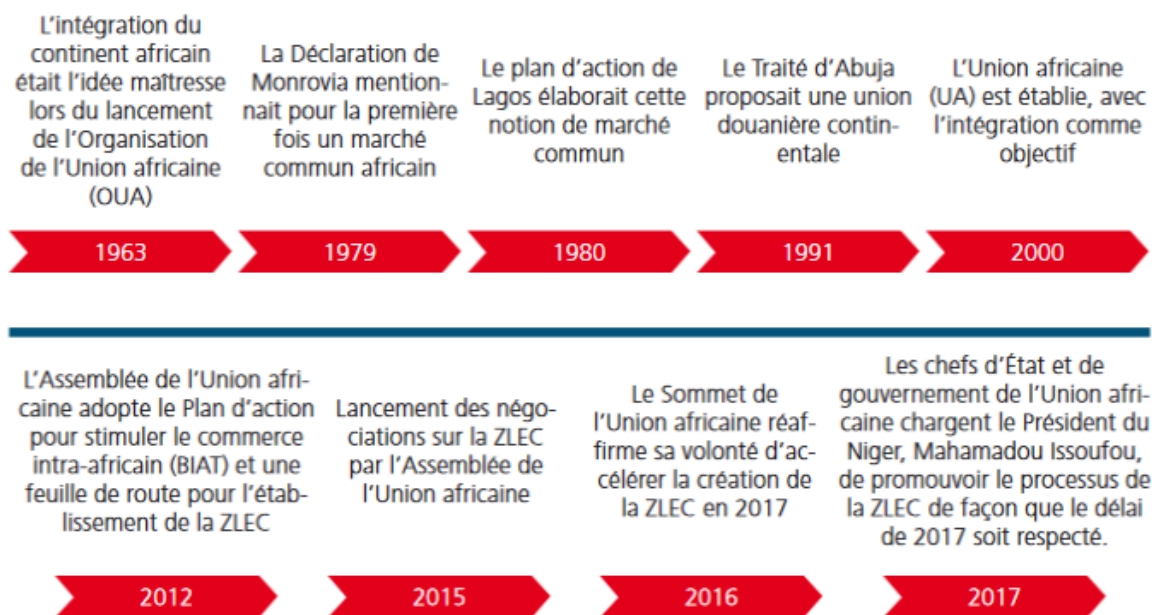 L'intégration du
continent africain
était l'idée maîtresse
lors du lancement
de l'Organisation
de l'Union africaine
(OUA)
La Déclaration de
Monrovia mention-
nait pour la première
fois un marché
commun africain
Le plan d'action de
Lagos élaborait cette
notion de marché
commun
Le Traité d'Abuja
proposait une union
douanière contin-
entale
L'Union africaine
(UA) est établie, avec
l'intégration comme
objectif
1963
1979
1980
1991
2000
L'Assemblée de l'Union afri-
caine adopte le Plan d'action
pour stimuler le commerce
intra-africain (BIAT) et une
feuille de route pour l'étab-
lissement de la ZLEC
Lancement des négo-
ciations sur la ZLEC
par l'Assemblée de
l'Union africaine
Le Sommet de
l'Union africaine réaf-
firme sa volonté d'ac-
célérer la création de
la ZLEC en 2017
Les chefs d'État et de
gouvernement de l'Union afri-
caine chargent le Président du
Niger, Mahamadou Issoufou,
de promouvoir le processus de
la ZLEC de façon que le délai
de 2017 soit respecté.
2012
2015
2016
2017